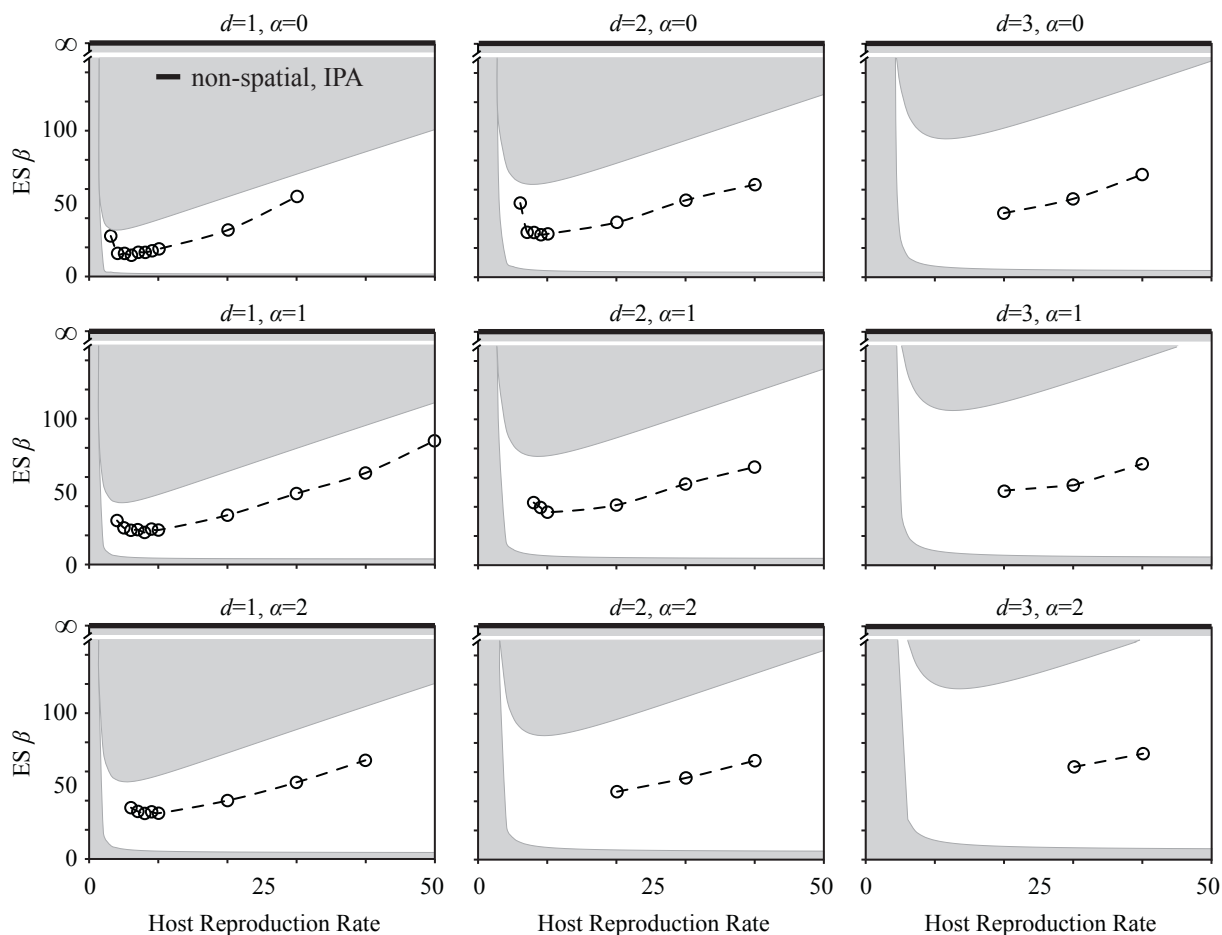 d=1, α=0
d=2, α=0
d=3, α=0
∞
non-spatial, IPA
100
50
0
ES β
d=1, α=1
d=2, α=1
d=3, α=1
∞
100
50
0
ES β
d=1, α=2
d=2, α=2
d=3, α=2
∞
100
50
0
ES β
0 25 50
0 25 50
0 25 50
Host Reproduction Rate
Host Reproduction Rate
Host Reproduction Rate